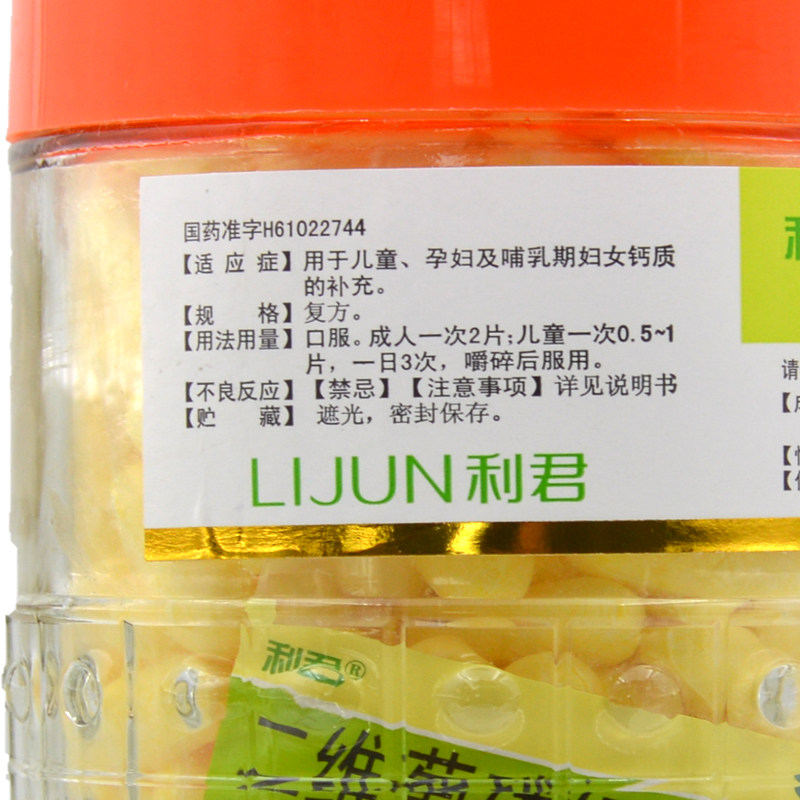 国药准字H61022744
【适应症】用于儿童、孕妇及哺乳期妇女钙质
的补充。
【规 格】复方。
【用法用量】口服。成人一次2片;儿童一次0.5~1
片，一日3次，嚼碎后服用。
【不良反应】【禁忌】【注意事项】详见说明书
【贮 藏】 遮光，密封保存。
LIJUN利君
请
利君®
二维葡